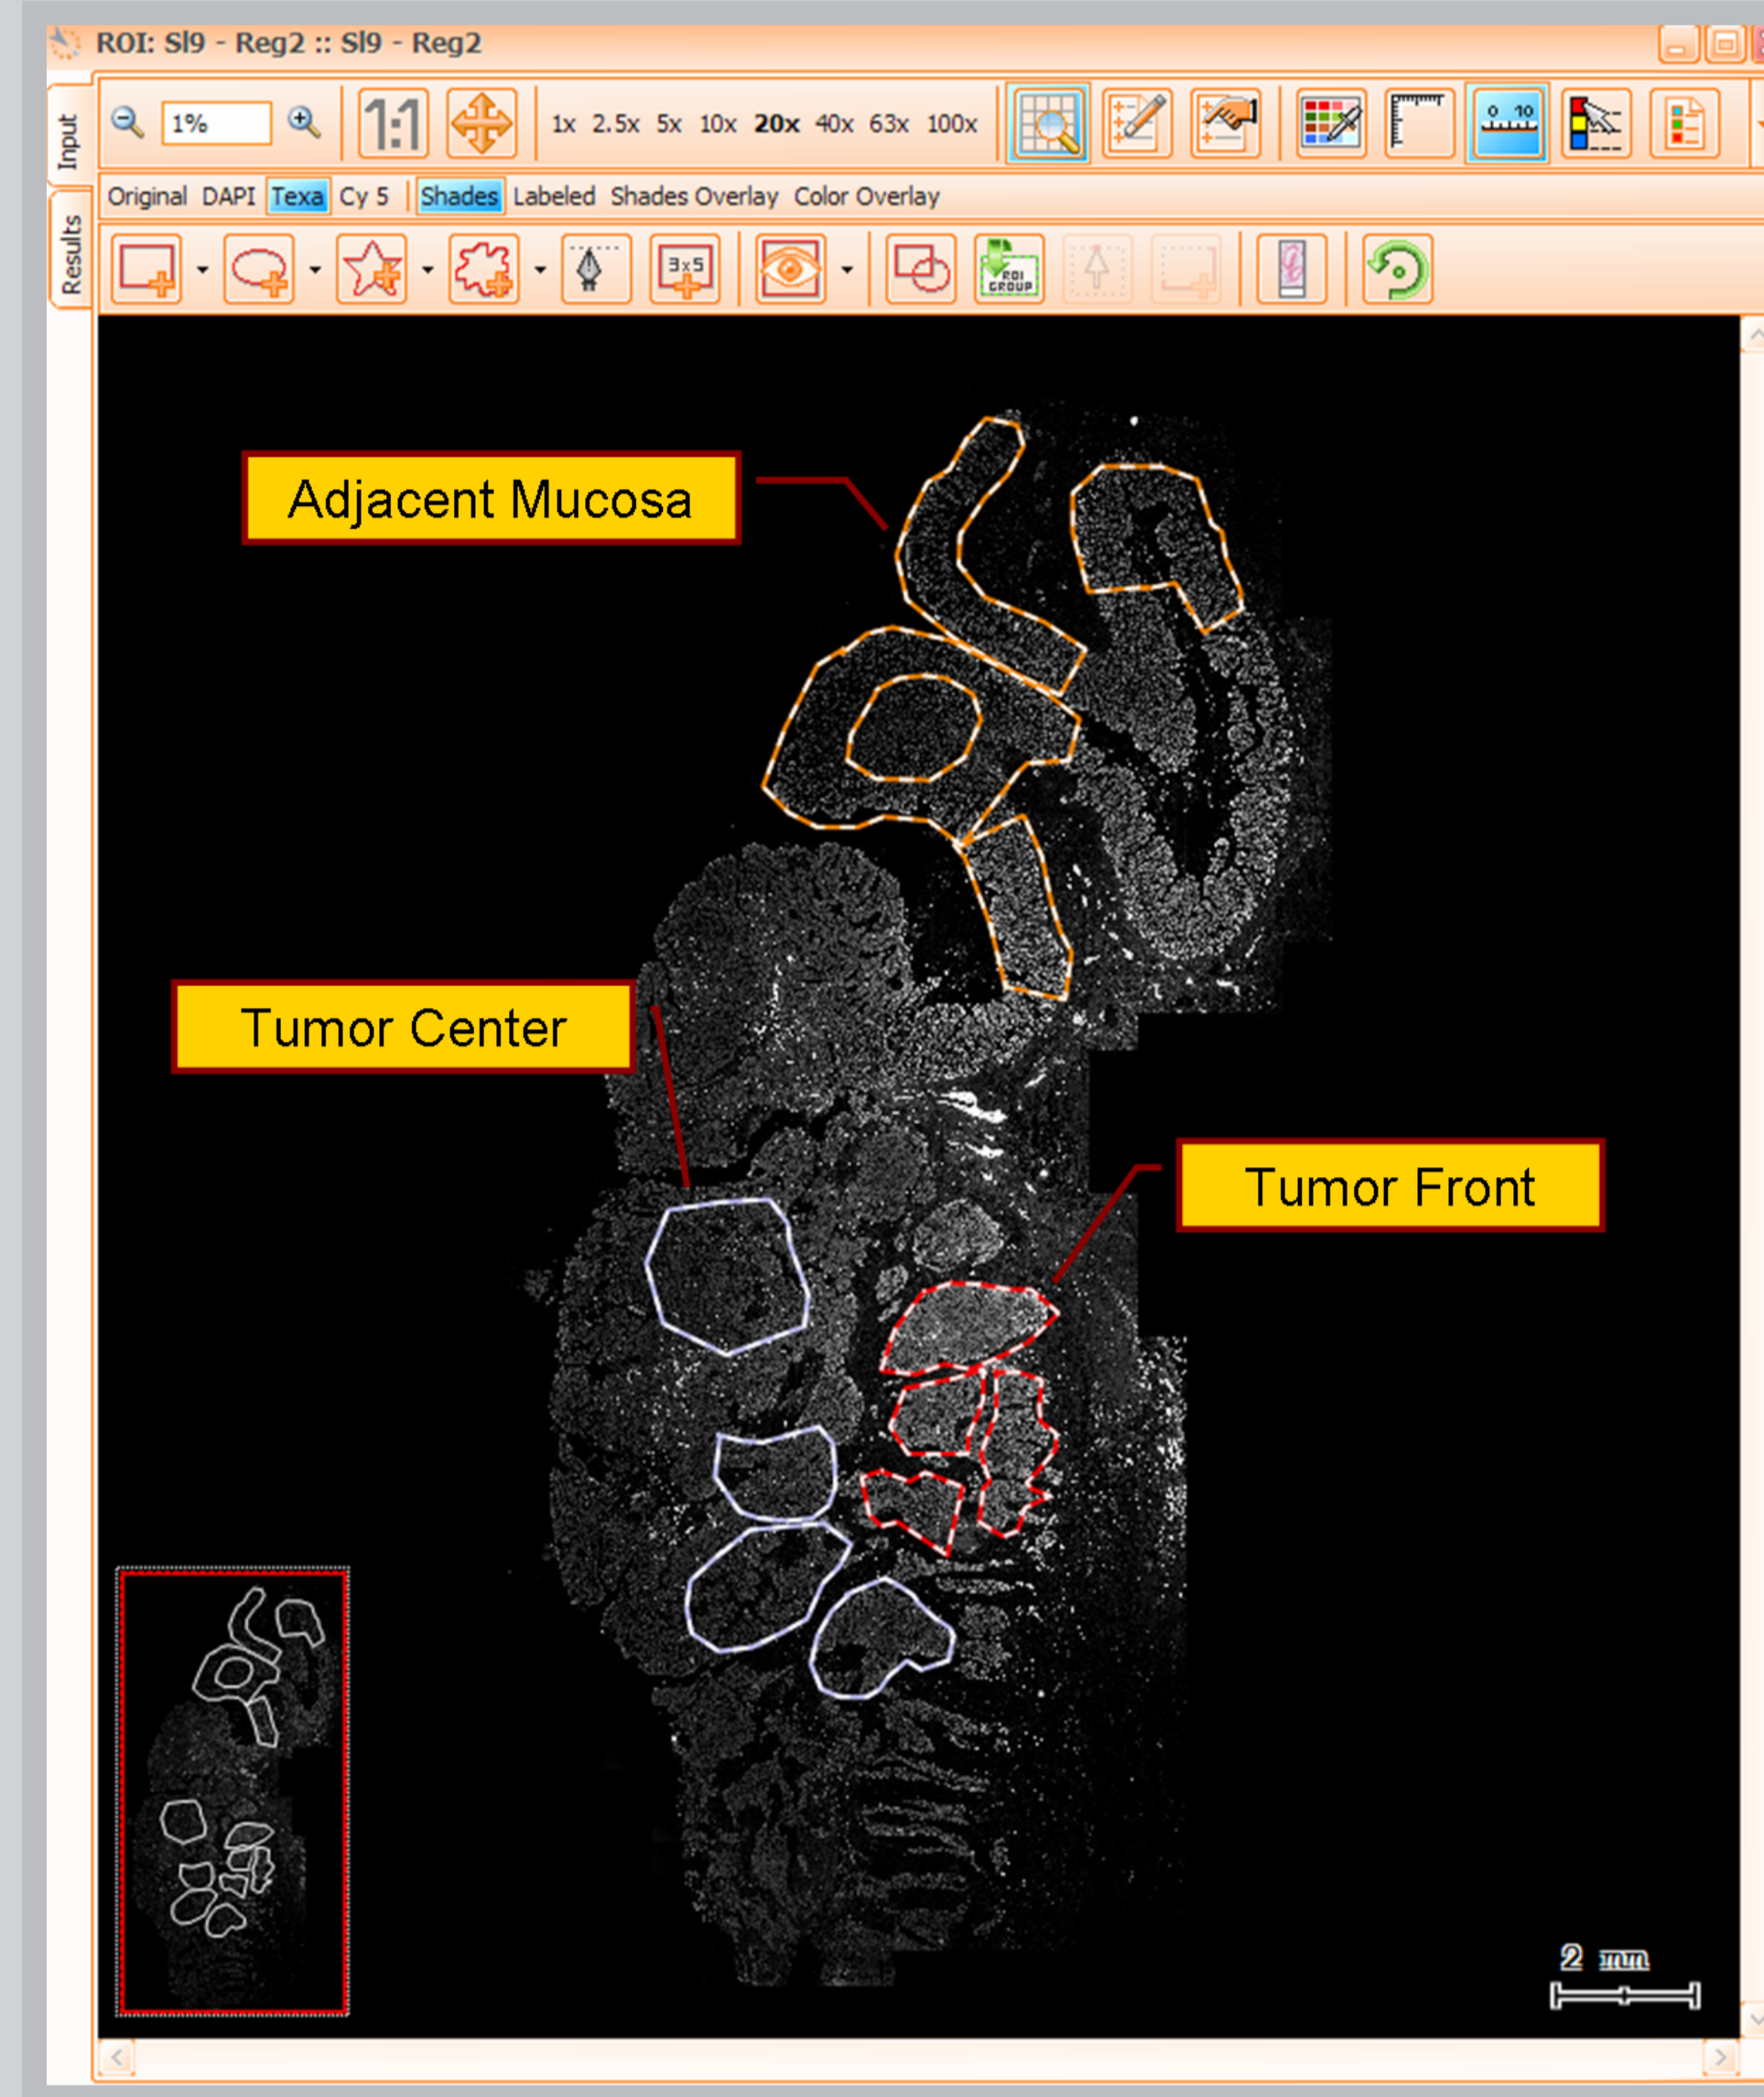 ROI: Sl9 - Reg2 :: Sl9 - Reg2
Input
Results
1%
1:1
1x 2.5x 5x 10x 20x 40x 63x 100x
0 10
Original DAPI Texa Cy 5 Shades Labeled Shades Overlay Color Overlay
3x5
ROI
GROUP
Adjacent Mucosa
Tumor Center
Tumor Front
2 mm